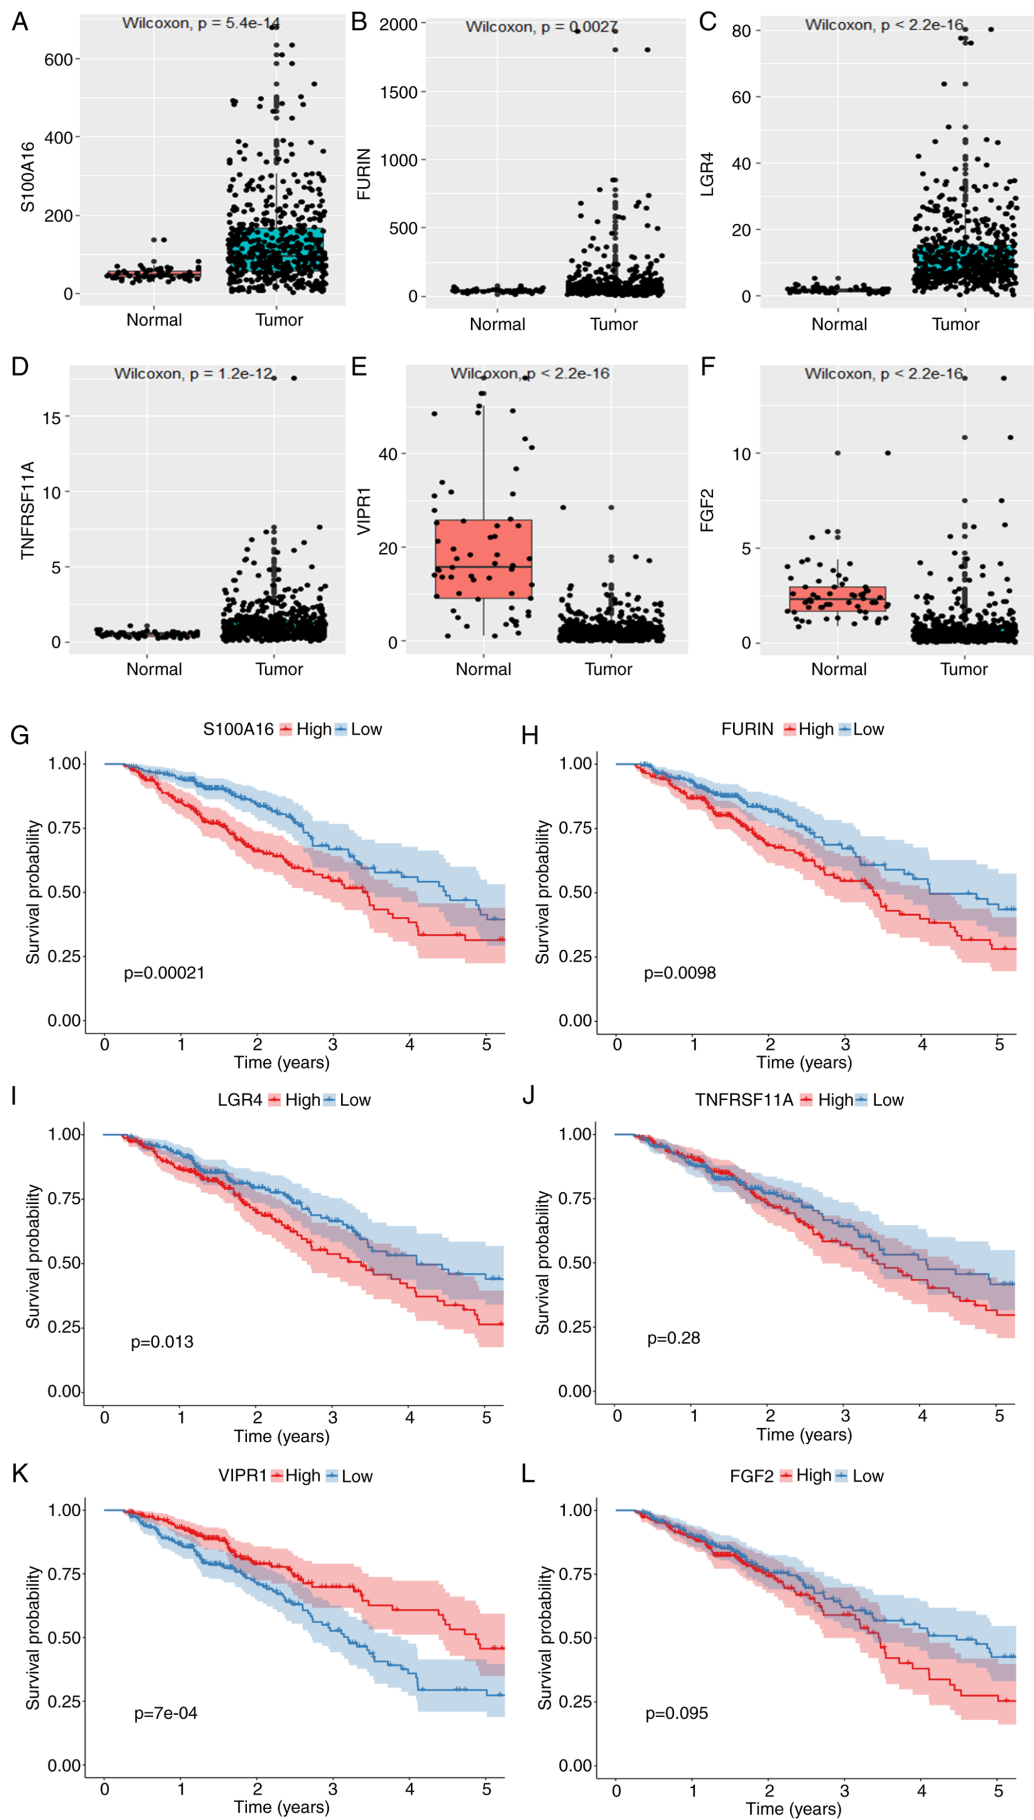 A
Wilcoxon, p = 5.4e-14
S100A16
600
400
200
0
Normal Tumor
B
Wilcoxon, p = 0.0027
FURIN
2000
1500
1000
500
0
Normal Tumor
C
Wilcoxon, p < 2.2e-16
LGR4
80
60
40
20
0
Normal Tumor
D
Wilcoxon, p = 1.2e-12
TNFRSF11A
15
10
5
0
Normal Tumor
E
Wilcoxon, p < 2.2e-16
VIPR1
40
20
0
Normal Tumor
F
Wilcoxon, p < 2.2e-16
FGF2
10
5
0
Normal Tumor
G
S100A16 High Low
Survival probability
1.00
0.75
0.50
0.25
0.00
p=0.00021
0 1 2 3 4 5
Time (years)
H
FURIN High Low
Survival probability
1.00
0.75
0.50
0.25
0.00
p=0.0098
0 1 2 3 4 5
Time (years)
I
LGR4 High Low
Survival probability
1.00
0.75
0.50
0.25
0.00
p=0.013
0 1 2 3 4 5
Time (years)
J
TNFRSF11A High Low
Survival probability
1.00
0.75
0.50
0.25
0.00
p=0.28
0 1 2 3 4 5
Time (years)
K
VIPR1 High Low
Survival probability
1.00
0.75
0.50
0.25
0.00
p=7e-04
0 1 2 3 4 5
Time (years)
L
FGF2 High Low
Survival probability
1.00
0.75
0.50
0.25
0.00
p=0.095
0 1 2 3 4 5
Time (years)